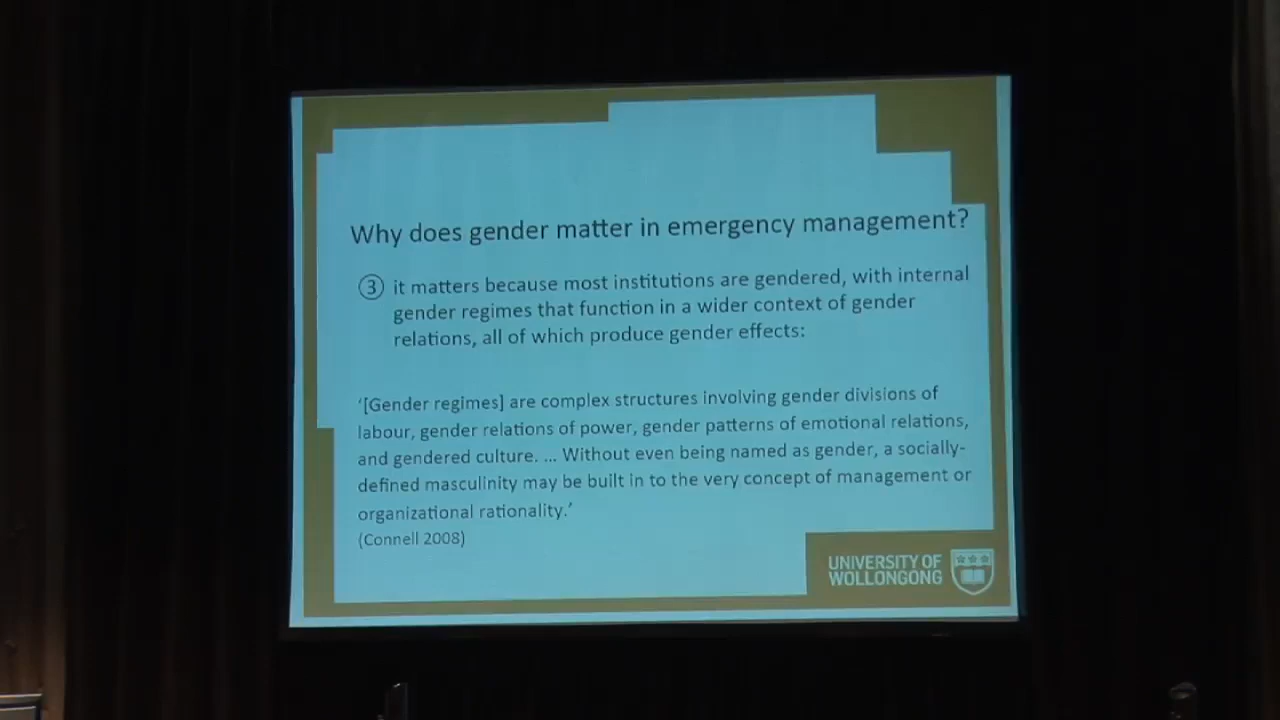 Why does gender matter in emergency management?
③ it matters because most institutions are gendered, with internal
gender regimes that function in a wider context of gender
relations, all of which produce gender effects:
‘[Gender regimes] are complex structures involving gender divisions of
labour, gender relations of power, gender patterns of emotional relations,
and gendered culture. ... Without even being named as gender, a socially-
defined masculinity may be built in to the very concept of management or
organizational rationality.’
(Connell 2008)
UNIVERSITY OF
WOLLONGONG